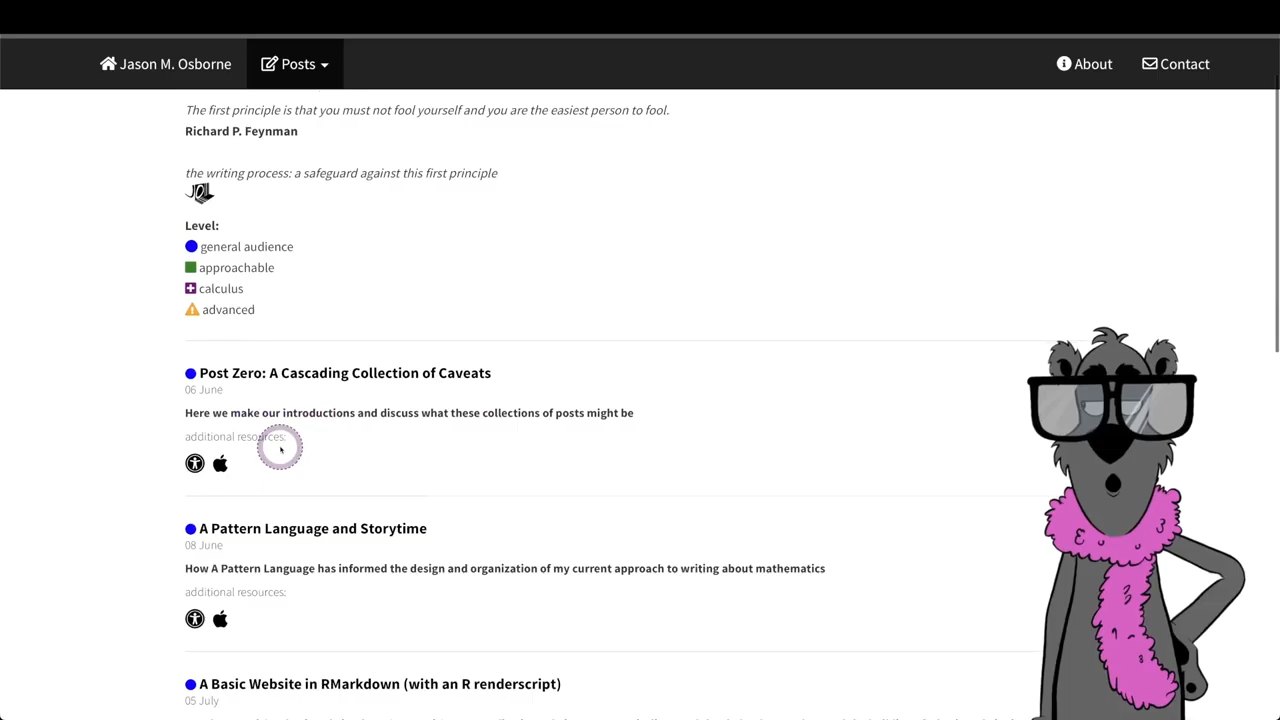 Jason M. Osborne
Posts
About
Contact
The first principle is that you must not fool yourself and you are the easiest person to fool.
Richard P. Feynman
the writing process: a safeguard against this first principle
Level:
general audience
approachable
calculus
advanced
Post Zero: A Cascading Collection of Caveats
06 June
Here we make our introductions and discuss what these collections of posts might be
additional resources:
A Pattern Language and Storytime
08 June
How A Pattern Language has informed the design and organization of my current approach to writing about mathematics
additional resources:
A Basic Website in RMarkdown (with an R renderscript)
05 July